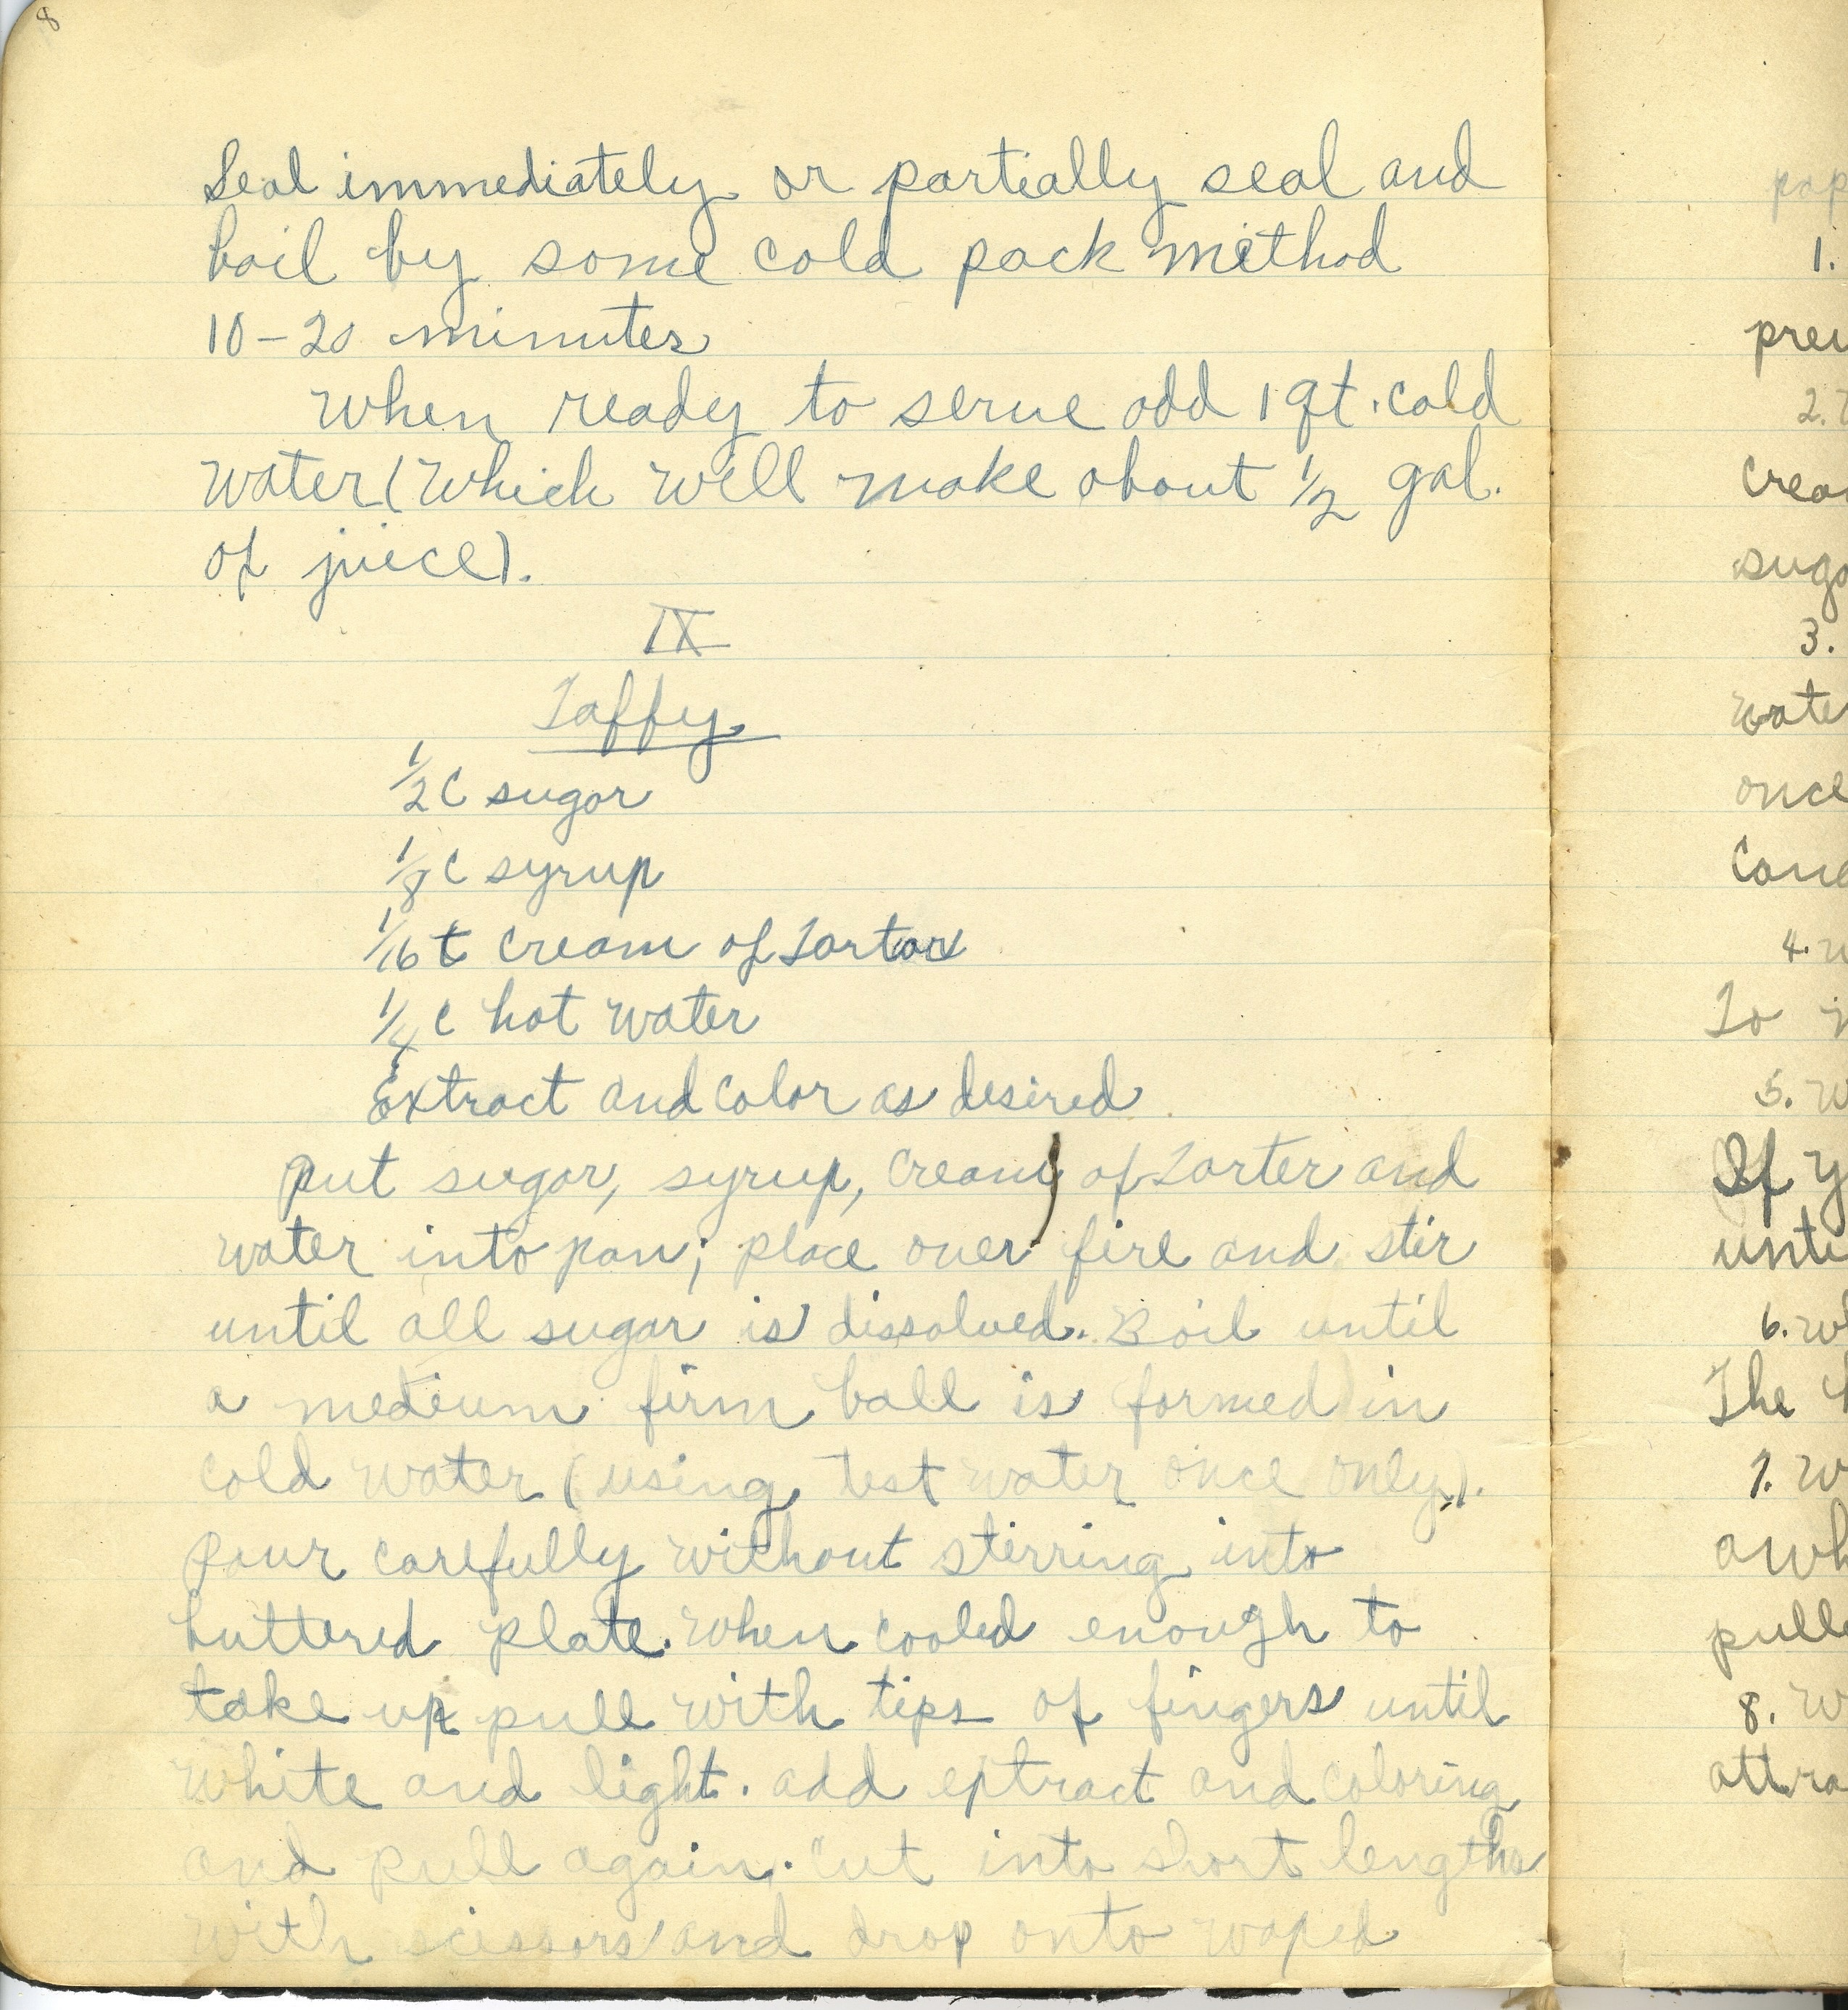 8
Seal immediately or partially seal and
boil by some cold pack method
10-20 minutes
When ready to serve add 1 qt. cold
water (which will make about 1/2 gal.
of juice).
IX
Taffy
1/2 C sugar
1/8 C syrup
1/16 t cream of Tartar
1/4 c hot water
Extract and color as desired
Put sugar, syrup, cream of Tarter and
water into pan; place over fire and stir
until all sugar is dissolved. Boil until
a medium firm ball is formed in
cold water (using test water once only).
Pour carefully without stirring into
buttered plate. When cooled enough to
take up pull with tips of fingers until
white and light. add extract and coloring
and pull again. Cut into short lengths
with scissors and drop onto waped
pap
1.
prev
2.
crea
suga
3.
wate
once
Cand
4. w
To
5. W
If y
unti
6. wh
The
7. W
awh
pulle
8. W
attra